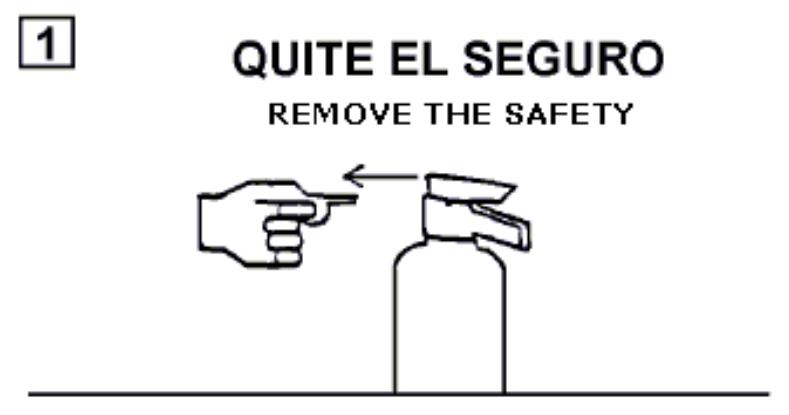 1
QUITE EL SEGURO
REMOVE THE SAFETY